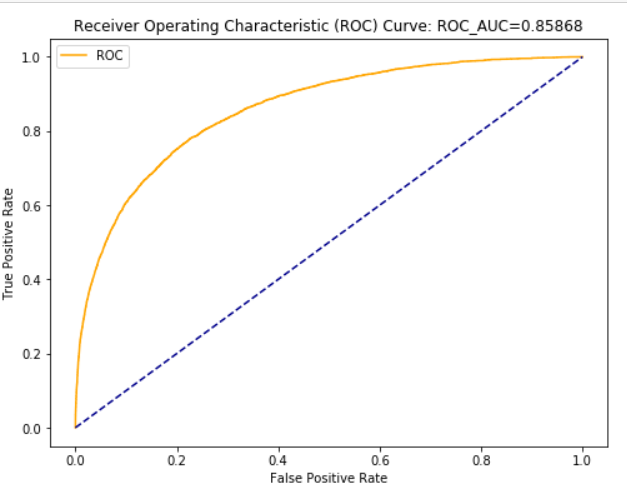 Receiver Operating Characteristic (ROC) Curve: ROC_AUC=0.85868
ROC
1.0
0.8
0.6
0.4
0.2
0.0
True Positive Rate
0.0 0.2 0.4 0.6 0.8 1.0
False Positive Rate